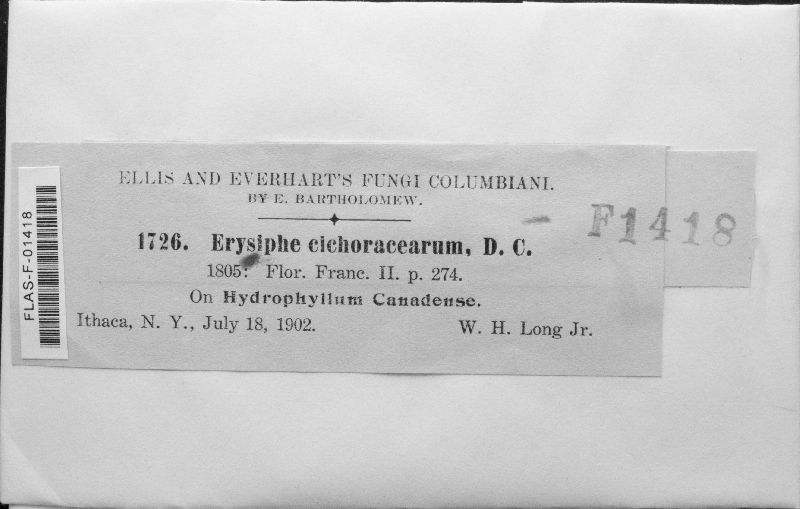 ELLIS AND EVERHART'S FUNGI COLUMBIANI.
BY E. BARTHOLOMEW.
1726. Erysiphe cichoracearum, D. C.
1805: Flor. Franc. II. p. 274.
On Hydrophyllum Canadense.
Ithaca, N. Y., July 18, 1902. W. H. Long Jr.
F1418
FLAS-F-01418